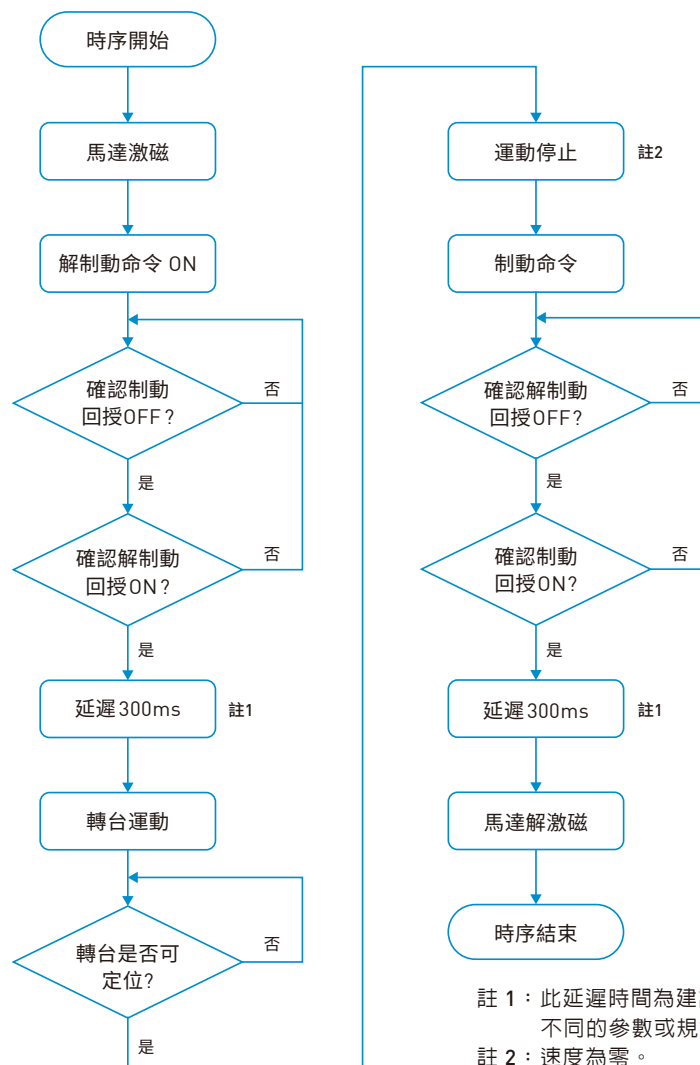 時序開始
馬達激磁
解制動命令 ON
確認制動
回授OFF?
否
是
確認解制動
回授ON?
否
是
延遲300ms
註1
轉台運動
轉台是否可
定位?
否
是
運動停止
註2
制動命令
確認解制動
回授OFF?
否
是
確認制動
回授ON?
否
是
延遲300ms
註1
馬達解激磁
時序結束
註 1：此延遲時間為建
不同的參數或規
註 2：速度為零。